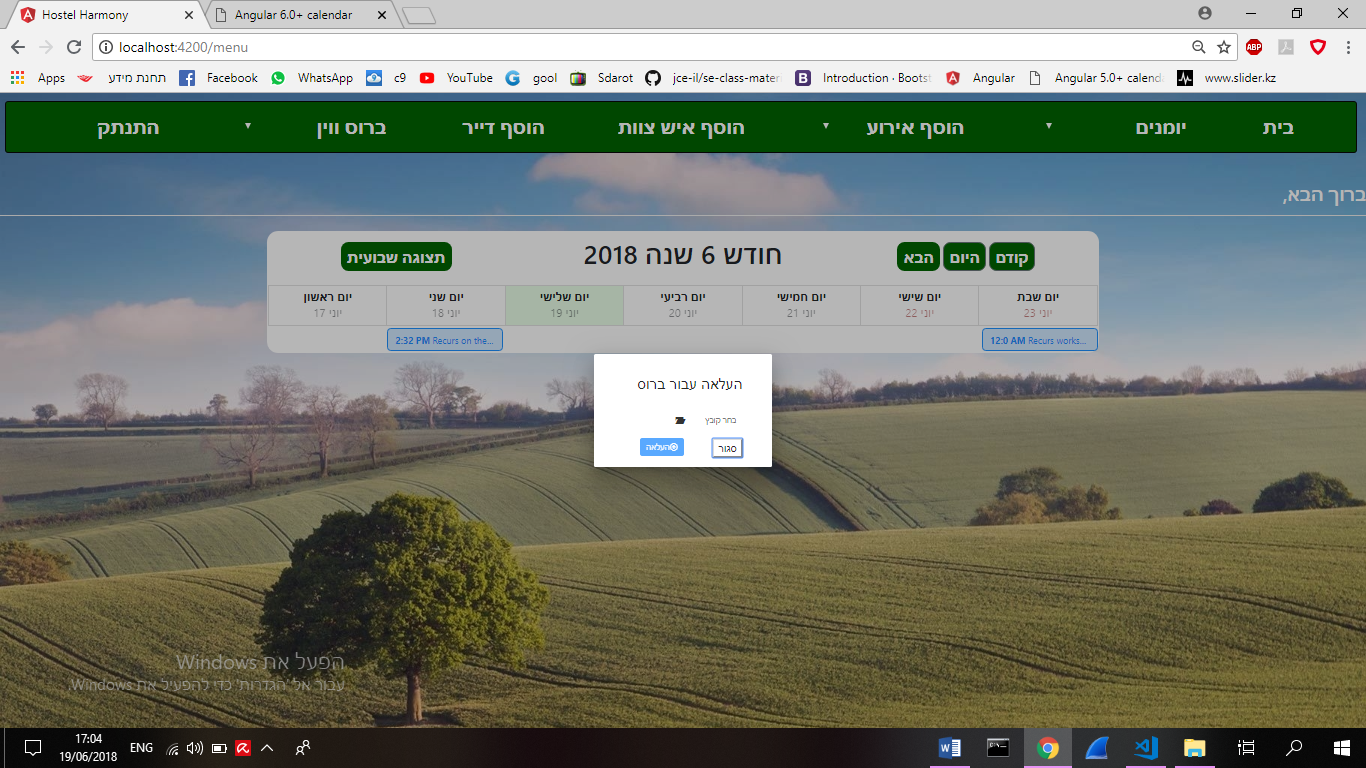 Hostel Harmony
Angular 6.0+ calendar
localhost:4200/menu
ABP
Apps
תחנת מידע
Facebook
WhatsApp
c9
YouTube
gool
Sdarot
jce-il/se-class-mater
Introduction · Bootst
Angular
Angular 5.0+ calenda
www.slider.kz
בית
יומנים
הוסף אירוע
הוסף איש צוות
הוסף דייר
ברוס ווין
התנתק
ברוך הבא,
קודם
היום
הבא
חודש 6 שנה 2018
תצוגה שבועית
יום ראשון
יוני 17
יום שני
יוני 18
יום שלישי
יוני 19
יום רביעי
יוני 20
יום חמישי
יוני 21
יום שישי
יוני 22
יום שבת
יוני 23
2:32 PM Recurs on the...
12:0 AM Recurs works...
העלאה עבור ברוס
בחר קובץ
סגור
העלאה
הפעל את Windows
עבור אל 'הגדרות' כדי להפעיל את Windows.
17:04
19/06/2018
ENG